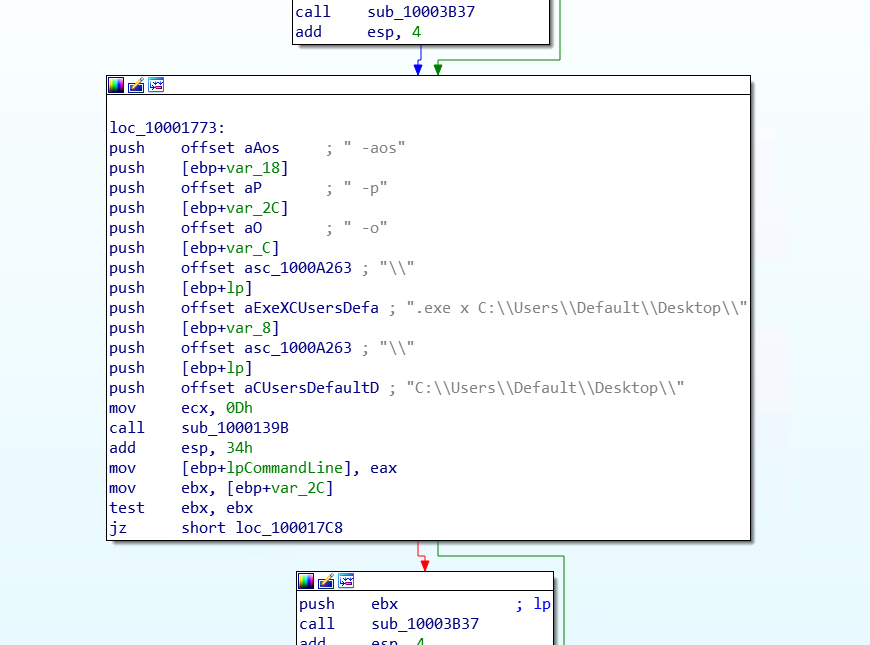 call    sub_10003B37
add     esp, 4
loc_10001773:
push    offset aAos     ; " -aos"
push    [ebp+var_18]
push    offset aP       ; " -p"
push    [ebp+var_2C]
push    offset aO       ; " -o"
push    [ebp+var_C]
push    offset asc_1000A263 ; "\\"
push    [ebp+lp]
push    offset aExeXCUsersDefa ; ".exe x C:\\Users\\Default\\Desktop\\"
push    [ebp+var_8]
push    offset asc_1000A263 ; "\\"
push    [ebp+lp]
push    offset aCUsersDefaultD ; "C:\\Users\\Default\\Desktop\\"
mov     ecx, 0Dh
call    sub_1000139B
add     esp, 34h
mov     [ebp+lpCommandLine], eax
mov     ebx, [ebp+var_2C]
test    ebx, ebx
jz      short loc_100017C8
push    ebx             ; lp
call    sub_10003B37
add     esp, 4